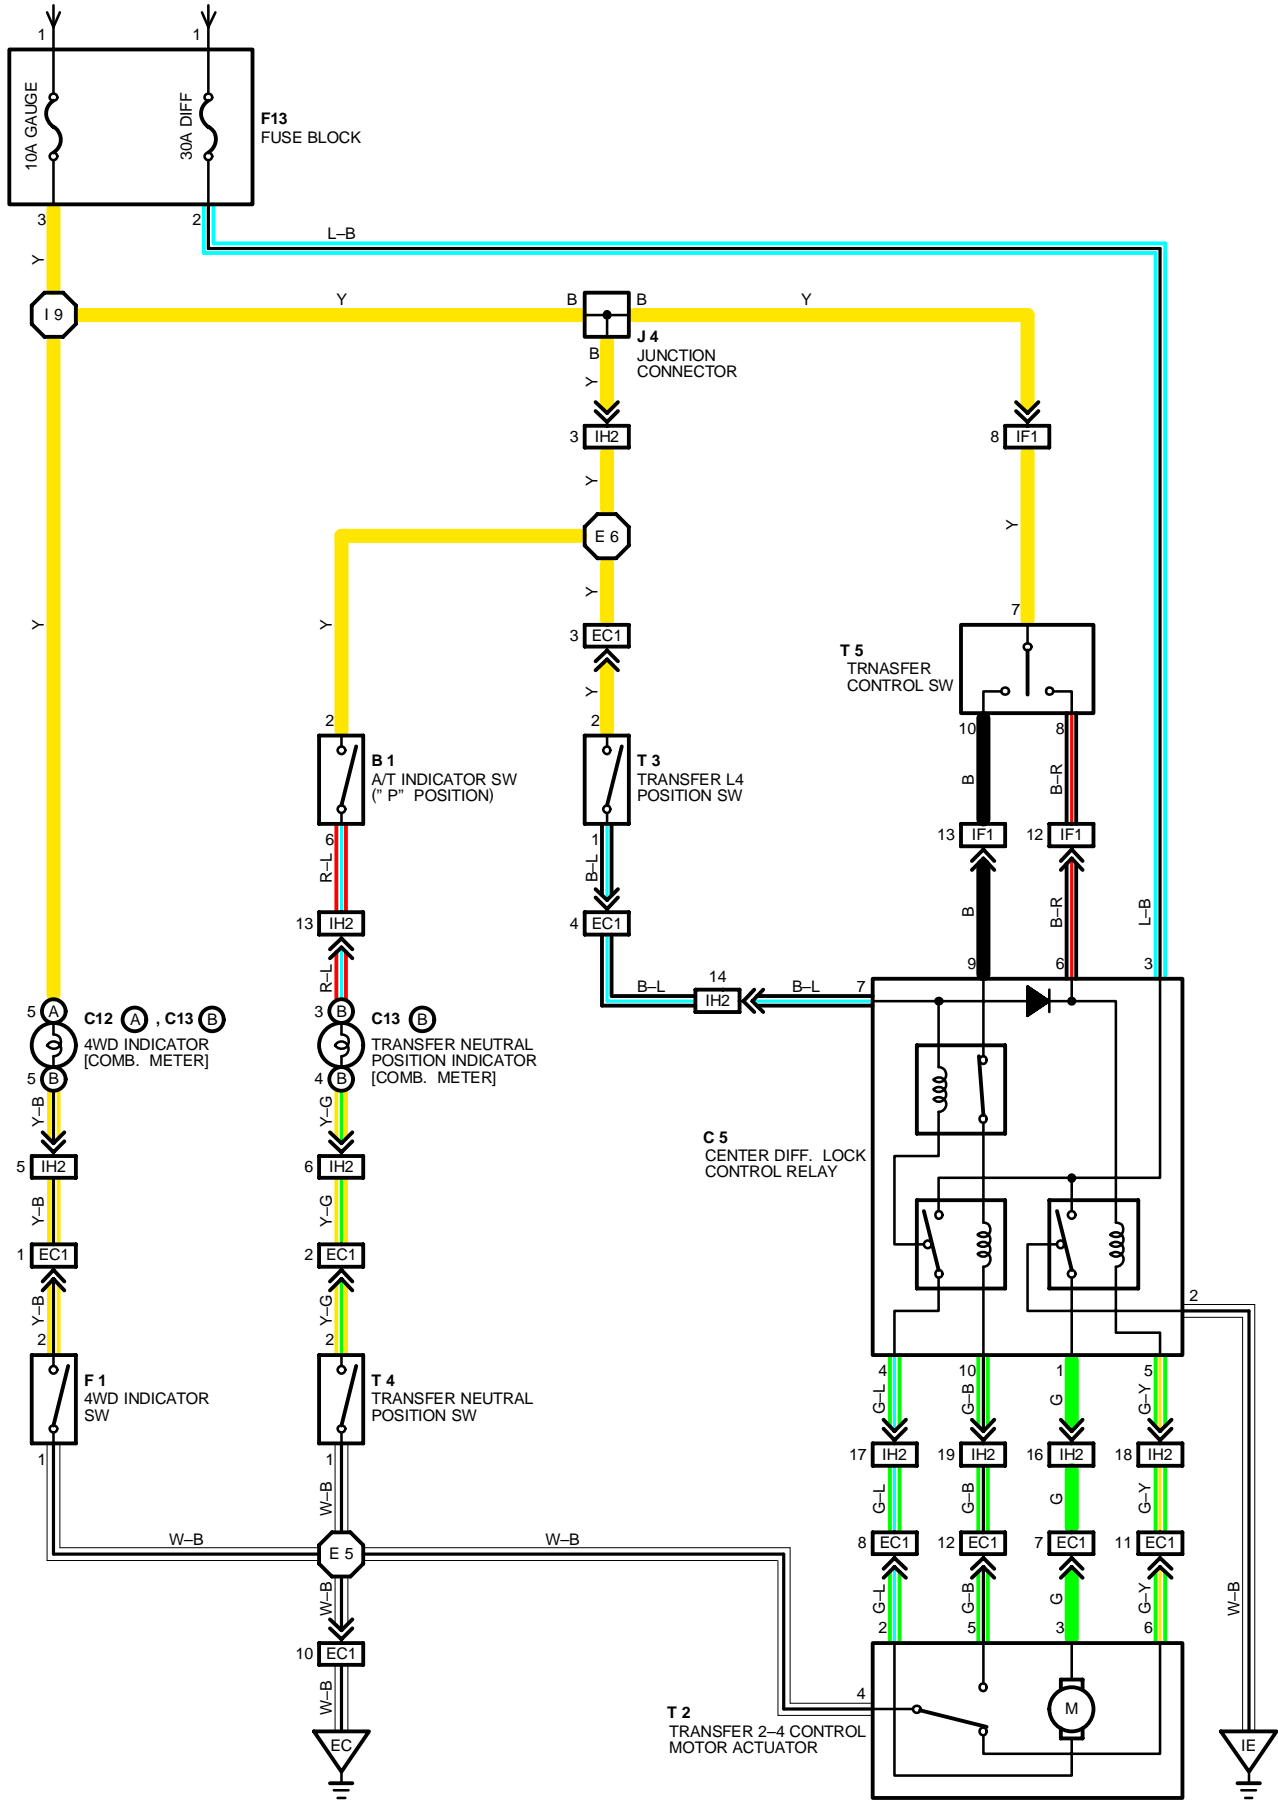 1
1
10A GAUGE
30A DIFF
F13
FUSE BLOCK
3
2
Y
L–B
I 9
Y
B
B
Y
J 4
JUNCTION
CONNECTOR
B
Y
3
IH2
8
IF1
Y
Y
E 6
Y
Y
Y
3
EC1
Y
7
T 5
TRNASFER
CONTROL SW
2
2
10
8
B 1
A/T INDICATOR SW
(” P” POSITION)
T 3
TRANSFER L4
POSITION SW
B
B–R
6
1
13
IF1
12
IF1
R–L
B–L
13
IH2
4
EC1
B
B–R
L–B
R–L
9
6
3
B–L
14
IH2
B–L
7
5
A
C12
A
, C13
B
4WD INDICATOR
[COMB. METER]
5
B
3
B
C13
B
TRANSFER NEUTRAL
POSITION INDICATOR
[COMB. METER]
4
B
Y–B
Y–G
C 5
CENTER DIFF. LOCK
CONTROL RELAY
5
IH2
6
IH2
Y–B
Y–G
1
EC1
2
EC1
Y–B
Y–G
2
2
2
F 1
4WD INDICATOR
SW
T 4
TRANSFER NEUTRAL
POSITION SW
4
10
1
5
G–L
G–B
G
G–Y
1
1
17
IH2
19
IH2
16
IH2
18
IH2
W–B
G–L
G–B
G
G–Y
W–B
E 5
W–B
8
EC1
12
EC1
7
EC1
11
EC1
W–B
G–L
G–B
G
G–Y
W–B
2
5
3
6
10
EC1
W–B
4
T 2
TRANSFER 2–4 CONTROL
MOTOR ACTUATOR
M
EC
IE